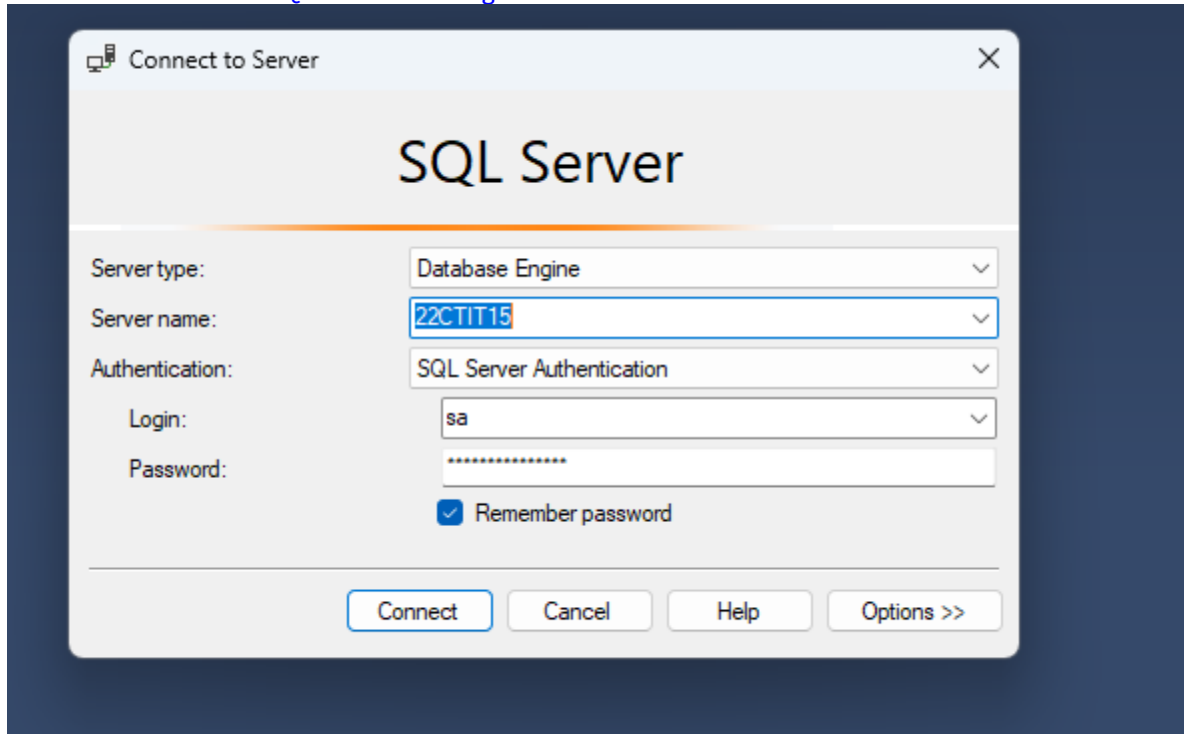 Connect to Server
SQL Server
Server type: Database Engine
Server name: 22CTIT15
Authentication: SQL Server Authentication
Login: sa
Password: ***************
Remember password
Connect Cancel Help Options >>